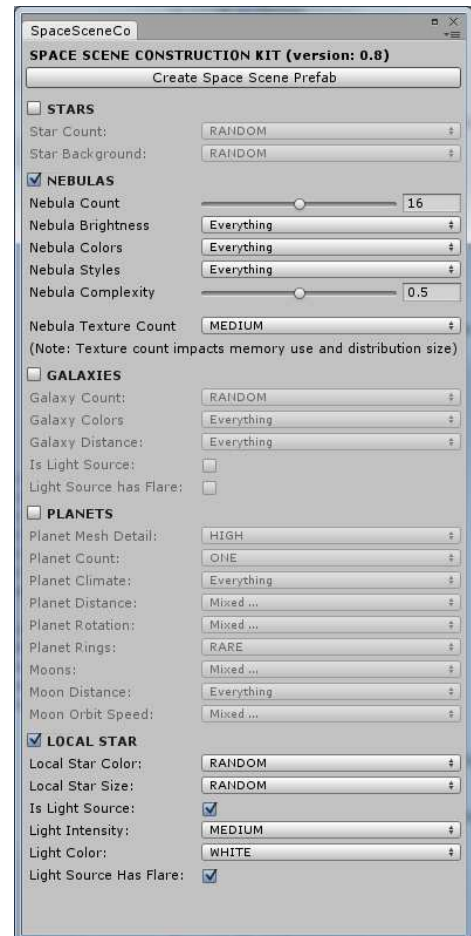 SpaceSceneCo
SPACE SCENE CONSTRUCTION KIT (version: 0.8)
Create Space Scene Prefab
STARS
Star Count: RANDOM
Star Background: RANDOM
NEBULAS
Nebula Count 16
Nebula Brightness Everything
Nebula Colors Everything
Nebula Styles Everything
Nebula Complexity 0.5
Nebula Texture Count MEDIUM
(Note: Texture count impacts memory use and distribution size)
GALAXIES
Galaxy Count: RANDOM
Galaxy Colors Everything
Galaxy Distance: Everything
Is Light Source:
Light Source has Flare:
PLANETS
Planet Mesh Detail: HIGH
Planet Count: ONE
Planet Climate: Everything
Planet Distance: Mixed ...
Planet Rotation: Mixed ...
Planet Rings: RARE
Moons: Mixed ...
Moon Distance: Everything
Moon Orbit Speed: Mixed ...
LOCAL STAR
Local Star Color: RANDOM
Local Star Size: RANDOM
Is Light Source:
Light Intensity: MEDIUM
Light Color: WHITE
Light Source Has Flare: